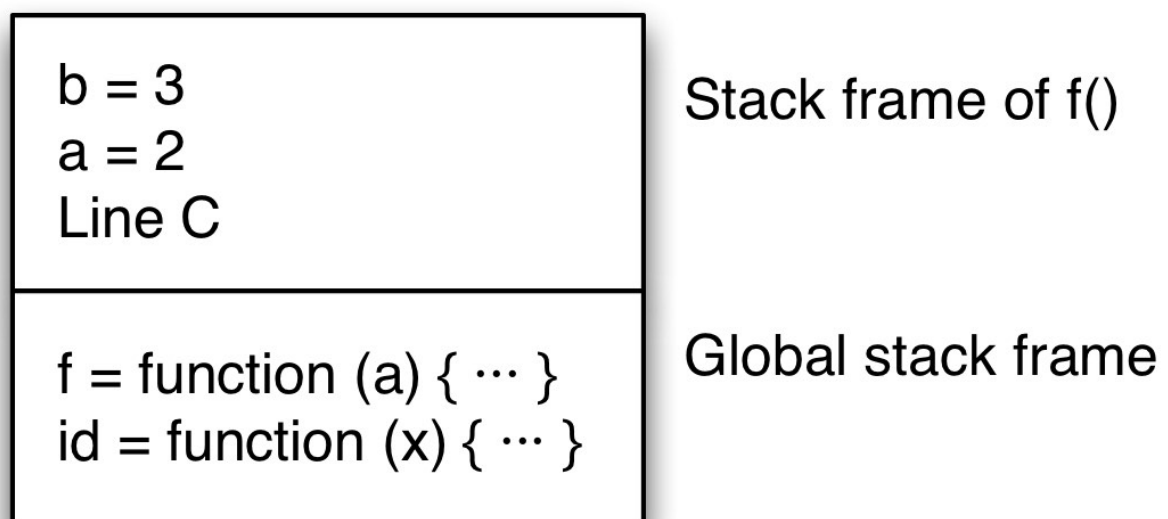 b = 3
a = 2
Line C
Stack frame of f()
f = function (a) { ··· }
id = function (x) { ··· }
Global stack frame